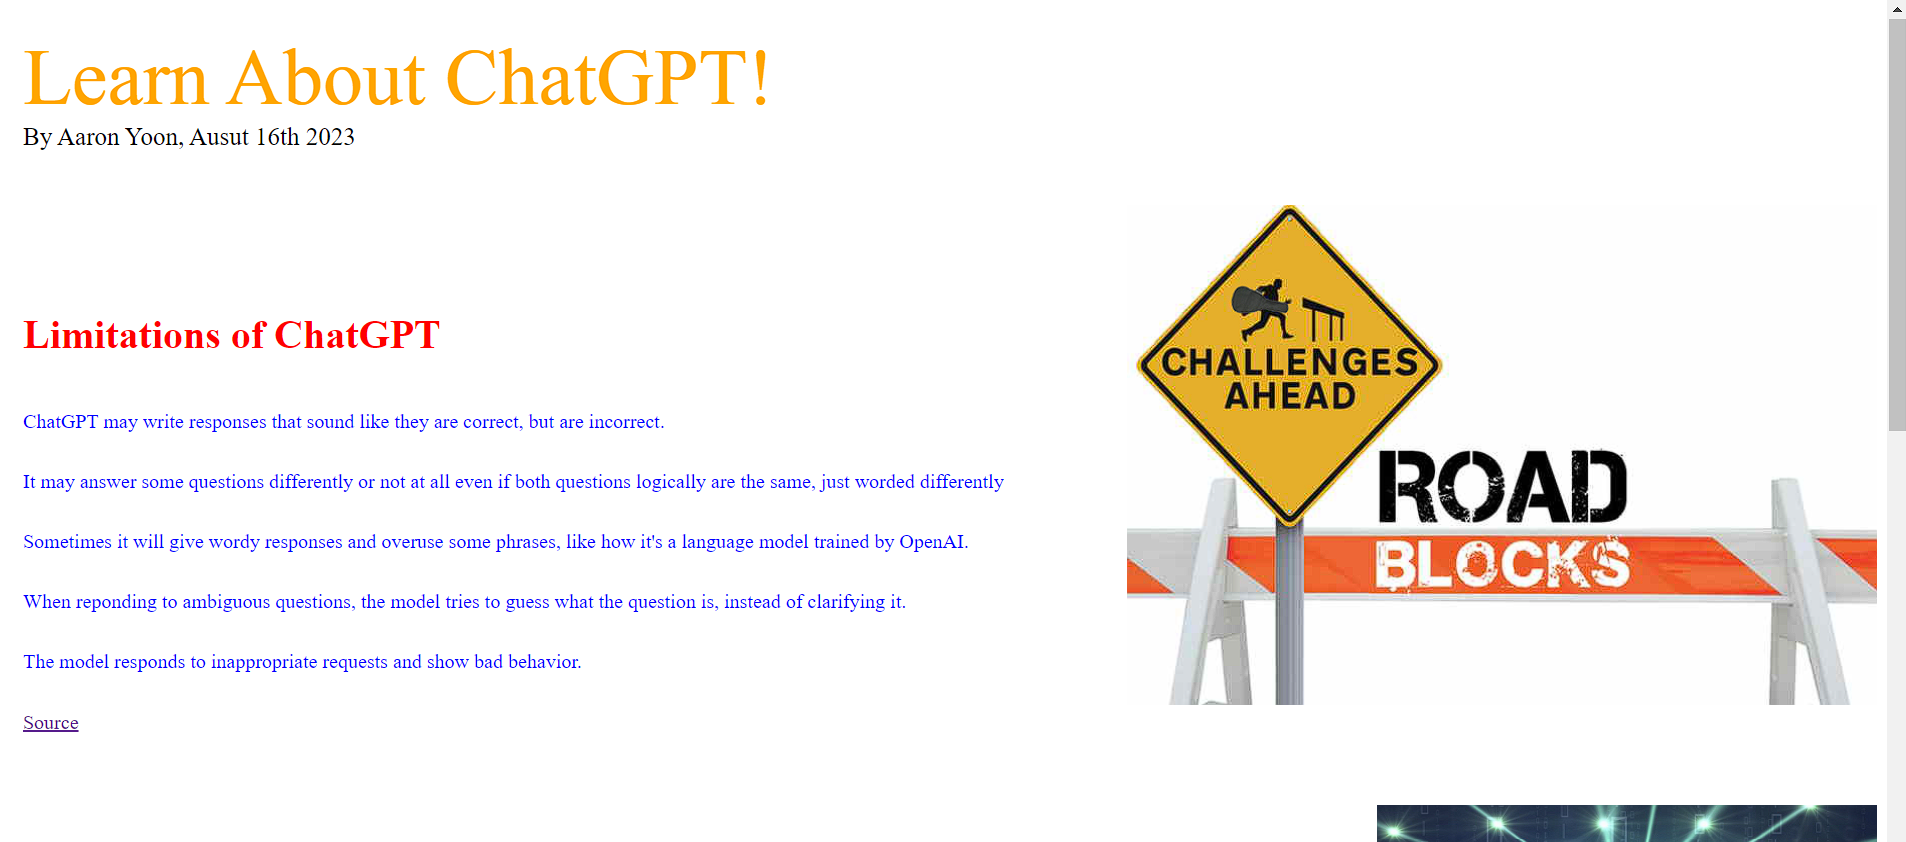 Learn About ChatGPT!
By Aaron Yoon, Ausut 16th 2023
Limitations of ChatGPT
ChatGPT may write responses that sound like they are correct, but are incorrect.
It may answer some questions differently or not at all even if both questions logically are the same, just worded differently
Sometimes it will give wordy responses and overuse some phrases, like how it's a language model trained by OpenAI.
When reponding to ambiguous questions, the model tries to guess what the question is, instead of clarifying it.
The model responds to inappropriate requests and show bad behavior.
Source
CHALLENGES
AHEAD
ROAD
BLOCKS